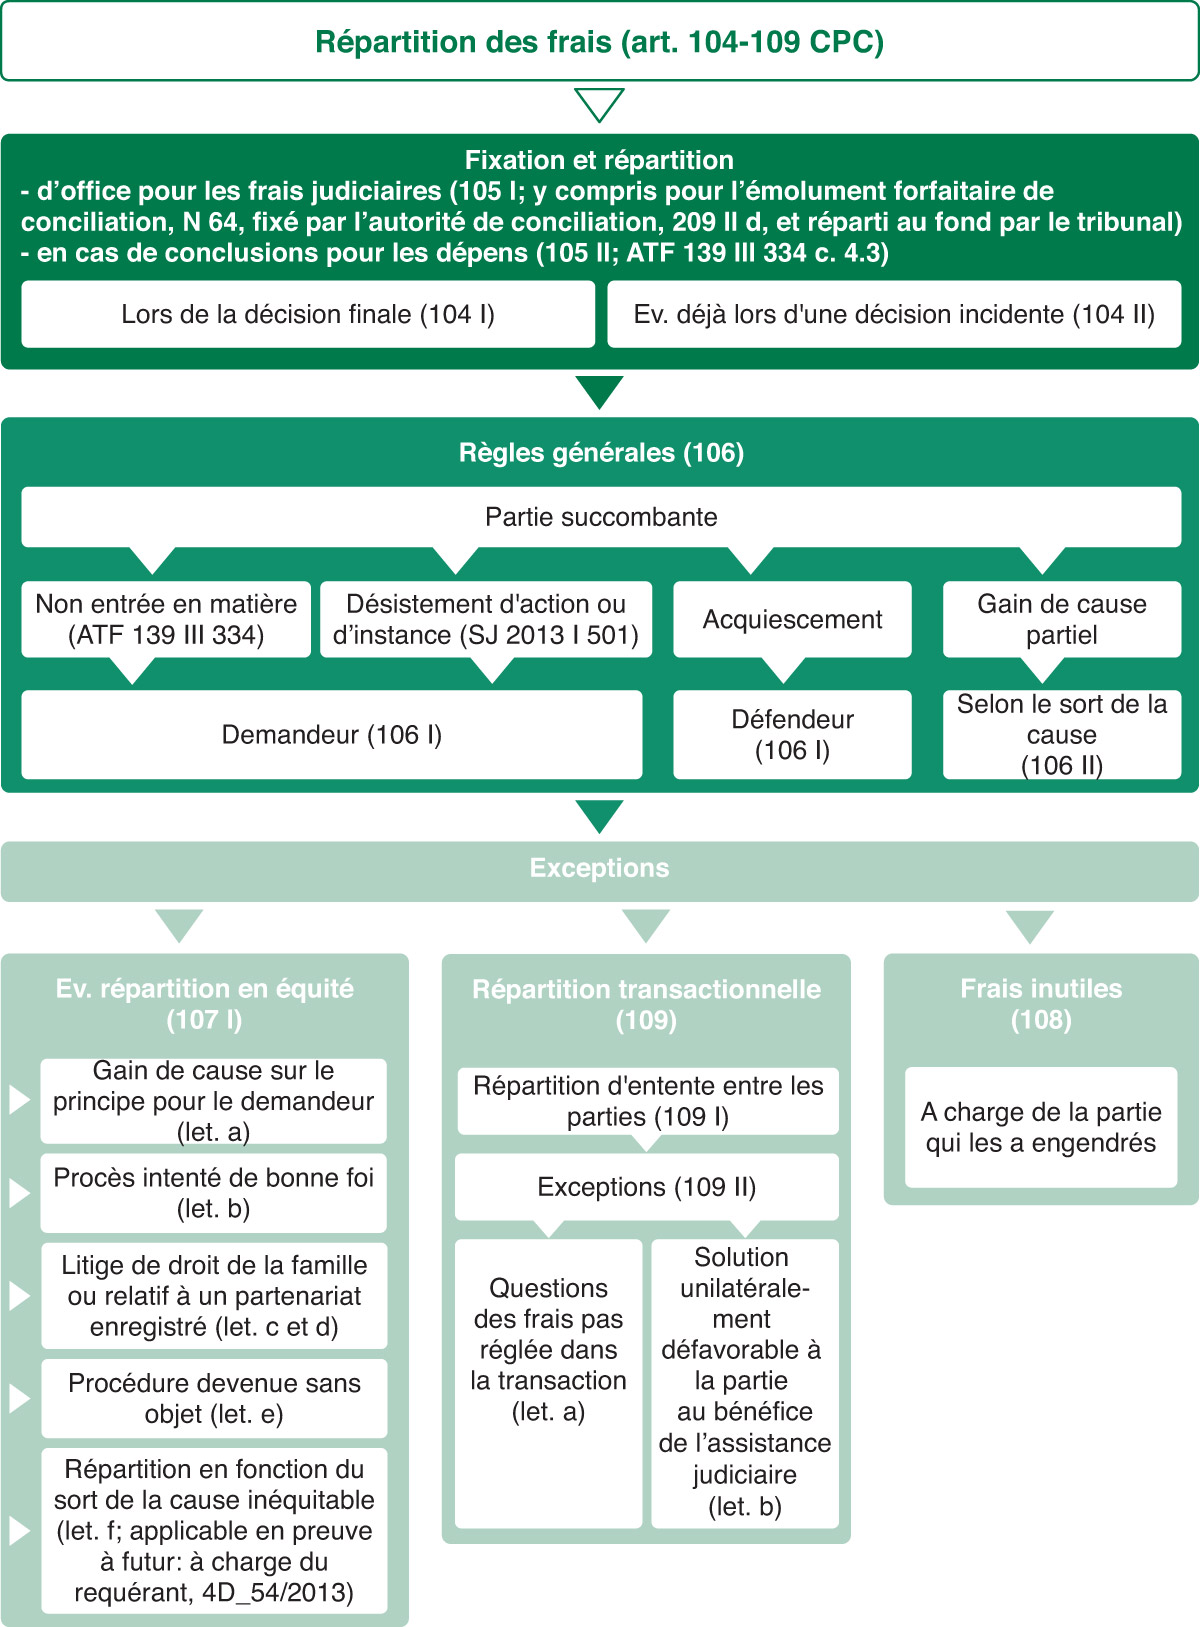 Répartition des frais (art. 104-109 CPC)
Fixation et répartition
- d’office pour les frais judiciaires (105 I; y compris pour l’émolument forfaitaire de
conciliation, N 64, fixé par l’autorité de conciliation, 209 II d, et réparti au fond par le tribunal)
- en cas de conclusions pour les dépens (105 II; ATF 139 III 334 c. 4.3)
Lors de la décision finale (104 I)
Ev. déjà lors d'une décision incidente (104 II)
Règles générales (106)
Partie succombante
Non entrée en matière
(ATF 139 III 334)
Désistement d'action ou
d’instance (SJ 2013 I 501)
Acquiescement
Gain de cause
partiel
Demandeur (106 I)
Défendeur
(106 I)
Selon le sort de la
cause
(106 II)
Exceptions
Ev. répartition en équité
(107 I)
Gain de cause sur le
principe pour le demandeur
(let. a)
Procès intenté de bonne foi
(let. b)
Litige de droit de la famille
ou relatif à un partenariat
enregistré (let. c et d)
Procédure devenue sans
objet (let. e)
Répartition en fonction du
sort de la cause inéquitable
(let. f; applicable en preuve
à futur: à charge du
requérant, 4D_54/2013)
Répartition transactionnelle
(109)
Répartition d'entente entre les
parties (109 I)
Exceptions (109 II)
Questions
des frais pas
réglée dans
la transaction
(let. a)
Solution
unilatérale-
ment
défavorable à
la partie
au bénéfice
de l’assistance
judiciaire
(let. b)
Frais inutiles
(108)
A charge de la partie
qui les a engendrés